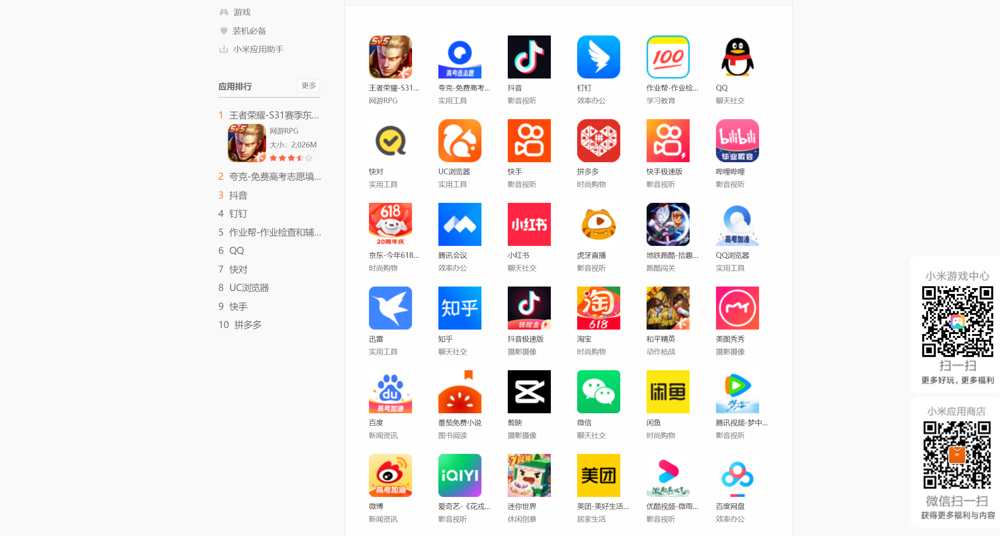 游戏
装机必备
小米应用助手
应用排行
更多
1 王者荣耀-S31赛季东...
5v5
网游RPG
大小：2,026M
2 夸克-免费高考志愿填...
3 抖音
4 钉钉
5 作业帮-作业检查和辅...
6 QQ
7 快对
8 UC浏览器
9 快手
10 拼多多
5v5
高考选志愿
100
王者荣耀-S31...
夸克-免费高考...
抖音
钉钉
作业帮-作业检...
QQ
网游RPG
实用工具
影音视听
效率办公
学习教育
聊天社交
拼
bilibili
毕业歌会
快对
UC浏览器
快手
拼多多
快手极速版
哔哩哔哩
实用工具
实用工具
影音视听
时尚购物
影音视听
影音视听
618
20周年庆
小红书
高考加油
京东-今年618...
腾讯会议
小红书
虎牙直播
地铁跑酷-拾趣...
QQ浏览器
时尚购物
效率办公
聊天社交
影音视听
跑酷闯关
实用工具
知乎
领现金
淘
618
光子
冒险列车
迅雷
知乎
抖音极速版
淘宝
和平精英
美图秀秀
实用工具
聊天社交
摄影摄像
时尚购物
动作枪战
摄影摄像
du
高考加油
闲鱼
百度
番茄免费小说
剪映
微信
闲鱼
腾讯视频-梦中...
新闻资讯
图书阅读
摄影摄像
聊天社交
时尚购物
影音视听
高考加油
iQIYI
7周年
美团
微雨燕双飞
微博
爱奇艺-《花戎...
迷你世界
美团-美好生活...
优酷视频-微雨...
百度网盘
新闻资讯
影音视听
休闲创意
居家生活
影音视听
效率办公
小米游戏中心
扫一扫
更多好玩，更多福利
小米应用商店
微信扫一扫
获得更多福利与内容